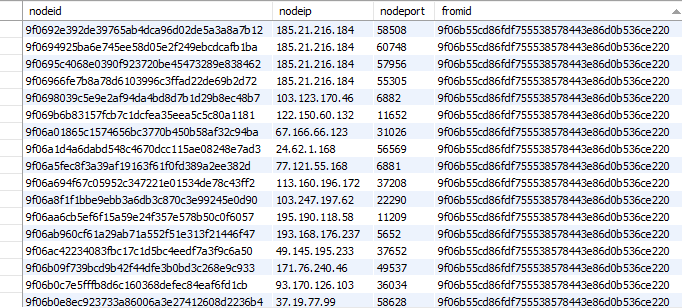 nodeid nodeip nodeport fromid
9f0692e392de39765ab4dca96d02de5a3a8a7b12 185.21.216.184 58508 9f06b55cd86fdf755538578443e86d0b536ce220
9f0694925ba6e745ee58d05e2f249ebcdcafb1ba 185.21.216.184 60748 9f06b55cd86fdf755538578443e86d0b536ce220
9f0695c4068e0390f923720be45473289e838462 185.21.216.184 57956 9f06b55cd86fdf755538578443e86d0b536ce220
9f06966fe7b8a78d6103996c3ffad22de69b2d72 185.21.216.184 55305 9f06b55cd86fdf755538578443e86d0b536ce220
9f0698039c5e9e2af94da4bd8d7b1d29b8ec48b7 103.123.170.46 6882 9f06b55cd86fdf755538578443e86d0b536ce220
9f069b6b83157fcb7c1dcfea35eea5c5c80a1181 122.150.60.132 11652 9f06b55cd86fdf755538578443e86d0b536ce220
9f06a01865c1574656bc3770b450b58af32c94ba 67.166.66.123 31026 9f06b55cd86fdf755538578443e86d0b536ce220
9f06a1d4a6dabd548c4670dcc115ae08248e7ad3 24.62.1.168 56569 9f06b55cd86fdf755538578443e86d0b536ce220
9f06a5fec8f3a39af19163f61f0fd389a2ee382d 77.121.55.168 6881 9f06b55cd86fdf755538578443e86d0b536ce220
9f06a694f67c05952c347221e01534de78c43ff2 113.160.196.172 37208 9f06b55cd86fdf755538578443e86d0b536ce220
9f06a8f1f1bbe9ebb3a6db3c870c3e99245e0d90 103.247.197.62 22290 9f06b55cd86fdf755538578443e86d0b536ce220
9f06aa6cb5ef6f15a59e24f357e578b50c0f6057 195.190.118.58 11209 9f06b55cd86fdf755538578443e86d0b536ce220
9f06ab960cf61a29ab71a552f51e313f21446f47 193.168.176.237 5652 9f06b55cd86fdf755538578443e86d0b536ce220
9f06ac42234083fbc17c1d5bc4eedf7a3f9c6a50 49.145.195.233 37652 9f06b55cd86fdf755538578443e86d0b536ce220
9f06b09f739bcd9b42f44dfe3b0bd3c268e9c933 171.76.240.46 49537 9f06b55cd86fdf755538578443e86d0b536ce220
9f06b0c7e5fffb8d6c160368defec84eaf6fd1cb 93.170.126.103 36034 9f06b55cd86fdf755538578443e86d0b536ce220
9f06b0e8ec923733a86006a3e27412608d2236b4 37.19.77.99 58628 9f06b55cd86fdf755538578443e86d0b536ce220